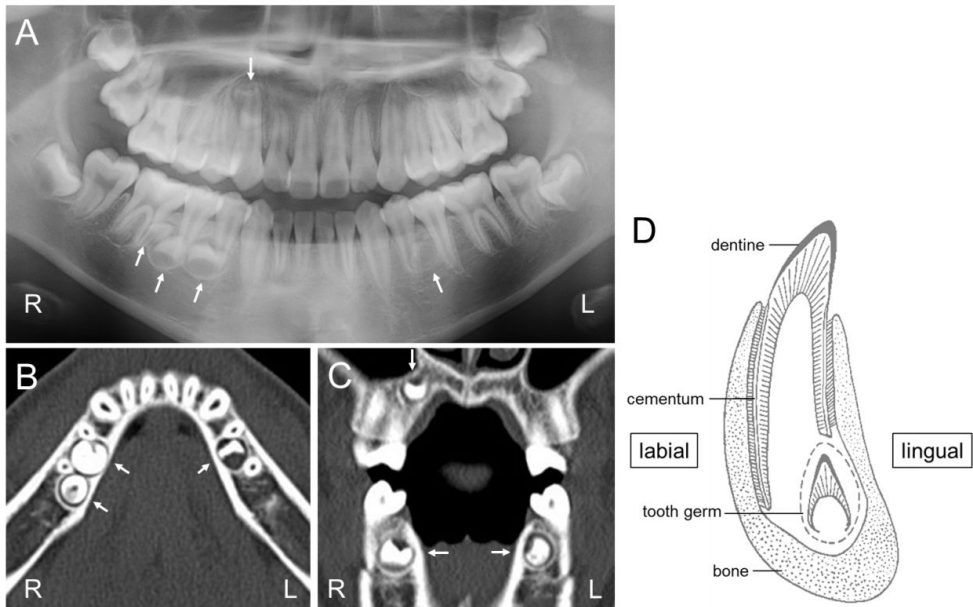 A
R
L
B
R
L
C
R
L
D
dentine
cementum
labial
lingual
tooth germ
bone